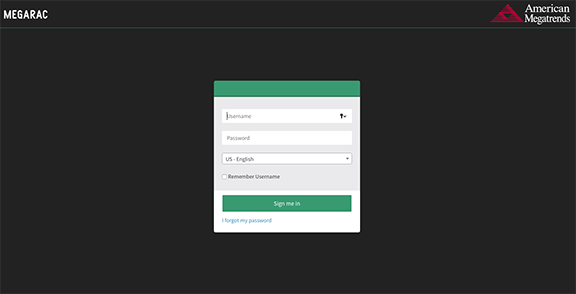 MEGARAC
American
Megatrends
Username
Password
US - English
Remember Username
Sign me in
I forgot my password